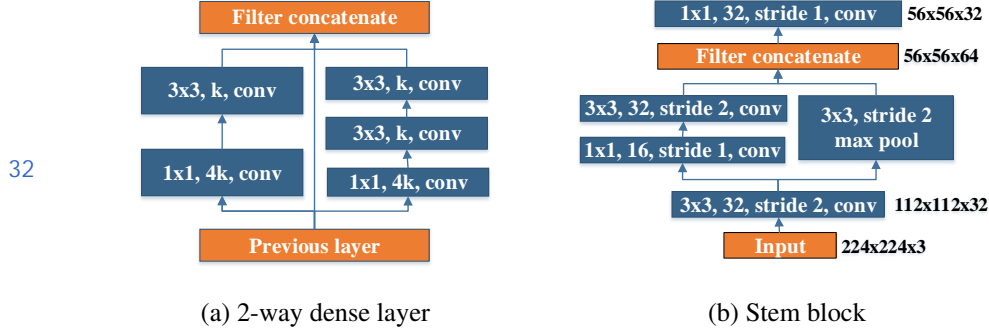 32
Filter concatenate
3x3, k, conv
1x1, 4k, conv
3x3, k, conv
3x3, k, conv
1x1, 4k, conv
Previous layer
(a) 2-way dense layer
1x1, 32, stride 1, conv
56x56x32
Filter concatenate
56x56x64
3x3, 32, stride 2, conv
1x1, 16, stride 1, conv
3x3, stride 2
max pool
3x3, 32, stride 2, conv
112x112x32
Input
224x224x3
(b) Stem block